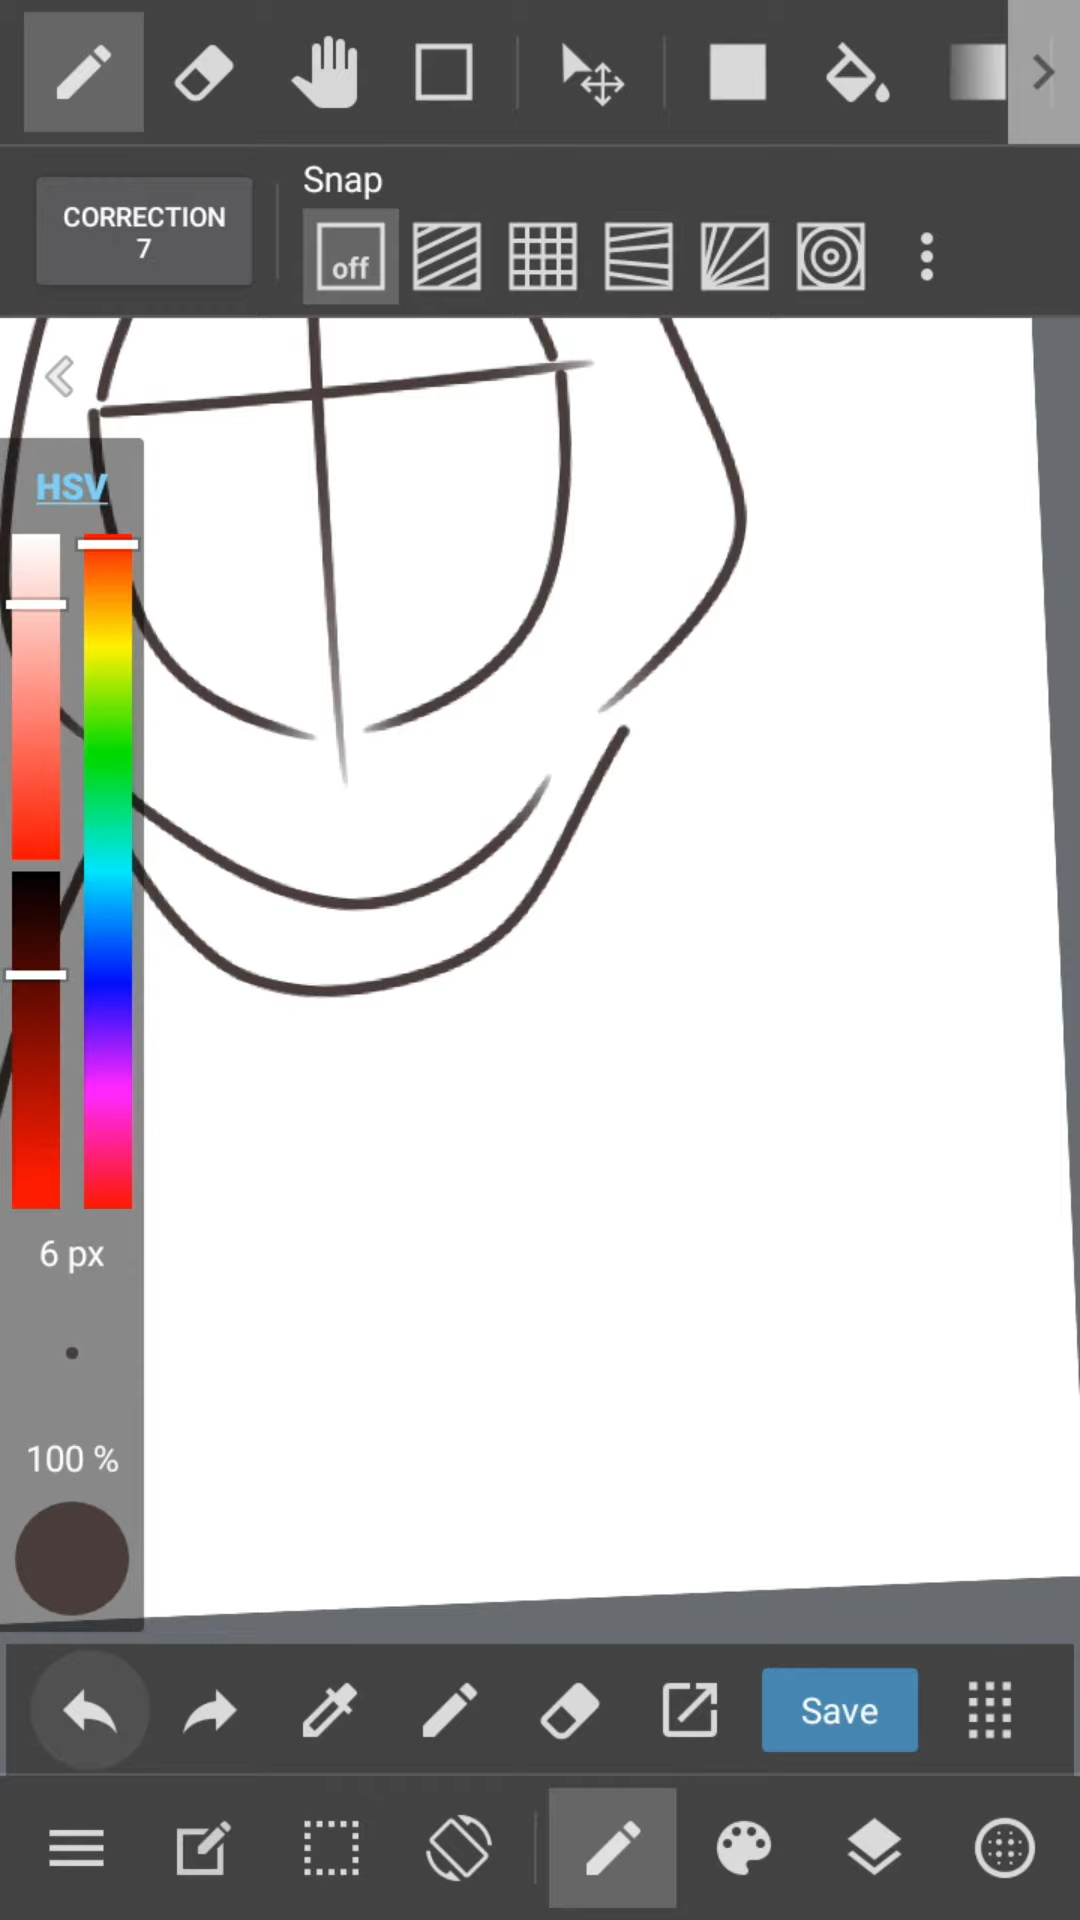 Snap
CORRECTION
7
off
HSV
6 px
100 %
Save